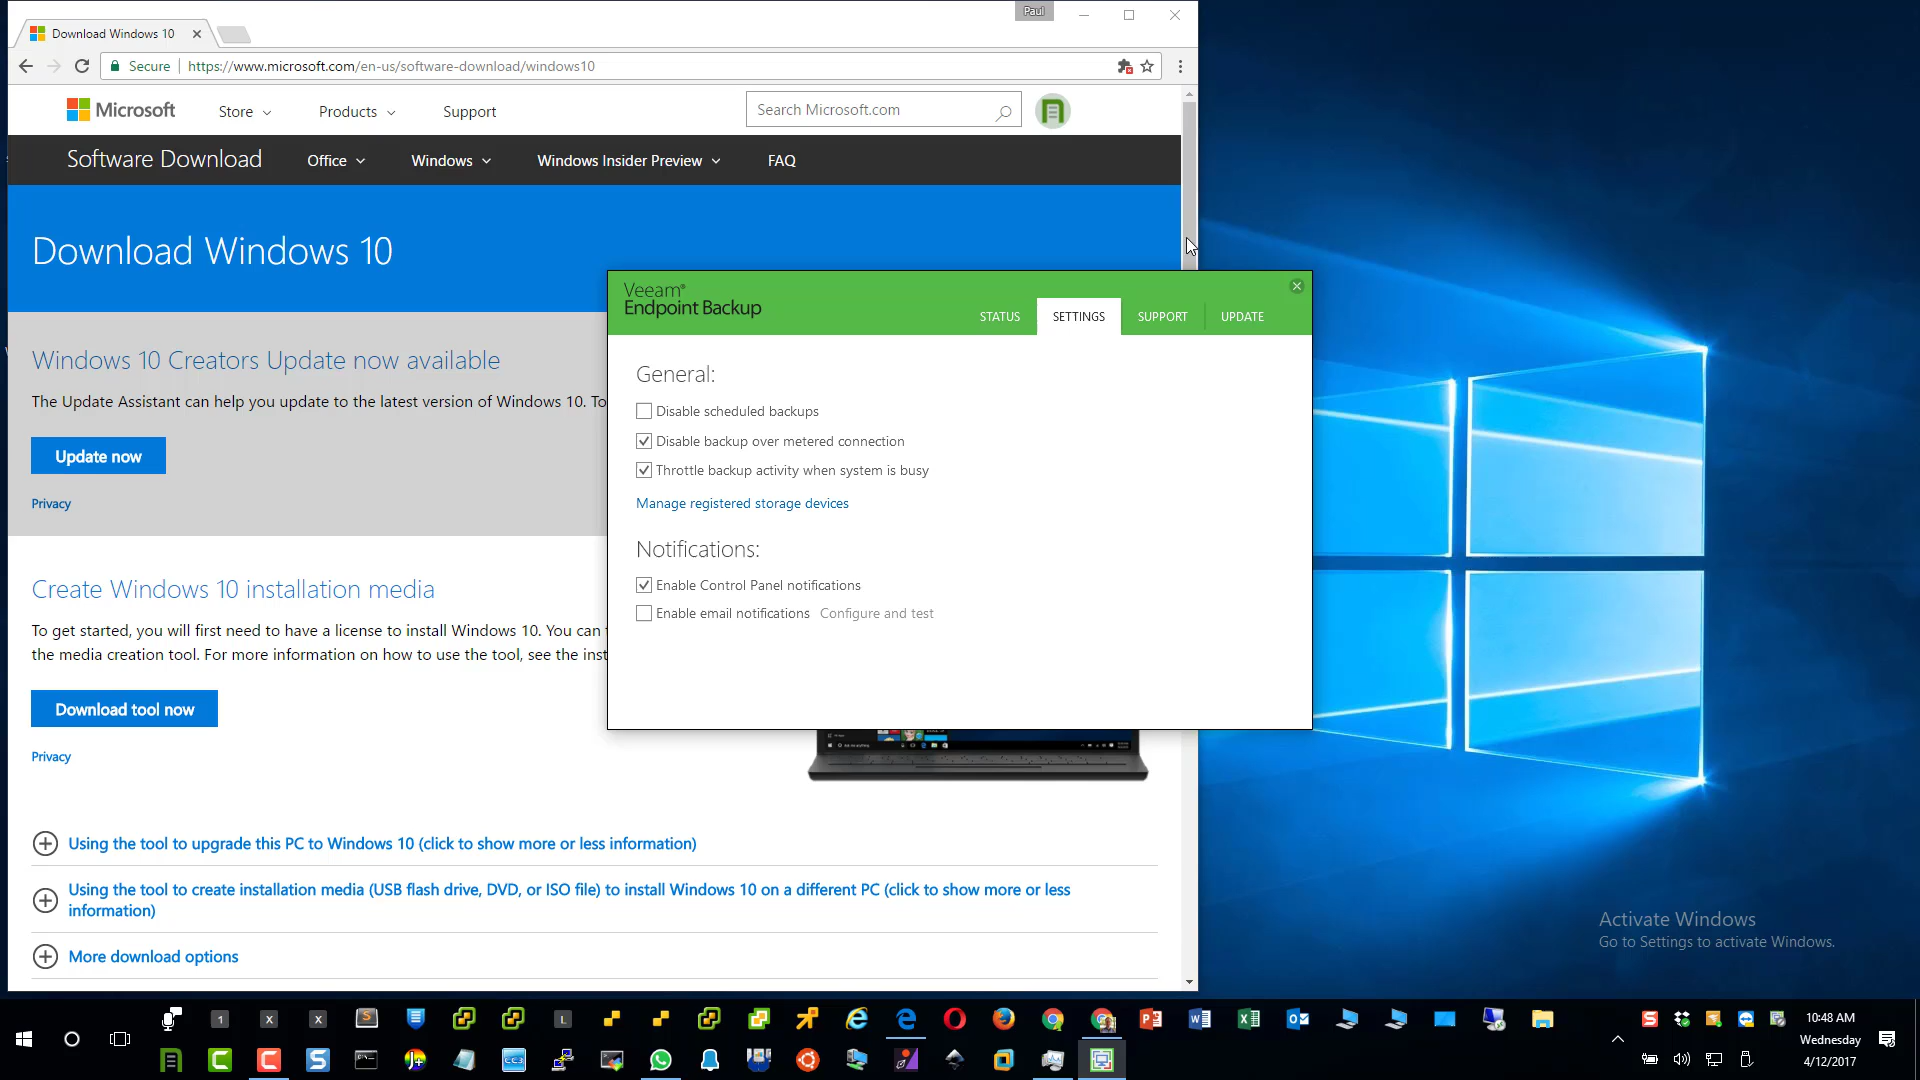 Paul
Download Windows 10
Secure
https://www.microsoft.com/en-us/software-download/windows10
Microsoft
Store
Products
Support
Search Microsoft.com
Software Download
Office
Windows
Windows Insider Preview
FAQ
Download Windows 10
Windows 10 Creators Update now available
The Update Assistant can help you update to the latest version of Windows 10. To
Update now
Privacy
Create Windows 10 installation media
To get started, you will first need to have a license to install Windows 10. You can
the media creation tool. For more information on how to use the tool, see the inst
Download tool now
Privacy
Using the tool to upgrade this PC to Windows 10 (click to show more or less information)
Using the tool to create installation media (USB flash drive, DVD, or ISO file) to install Windows 10 on a different PC (click to show more or less
information)
More download options
Veeam®
Endpoint Backup
STATUS
SETTINGS
SUPPORT
UPDATE
General:
Disable scheduled backups
Disable backup over metered connection
Throttle backup activity when system is busy
Manage registered storage devices
Notifications:
Enable Control Panel notifications
Enable email notifications
Configure and test
Activate Windows
Go to Settings to activate Windows.
10:48 AM
Wednesday
4/12/2017